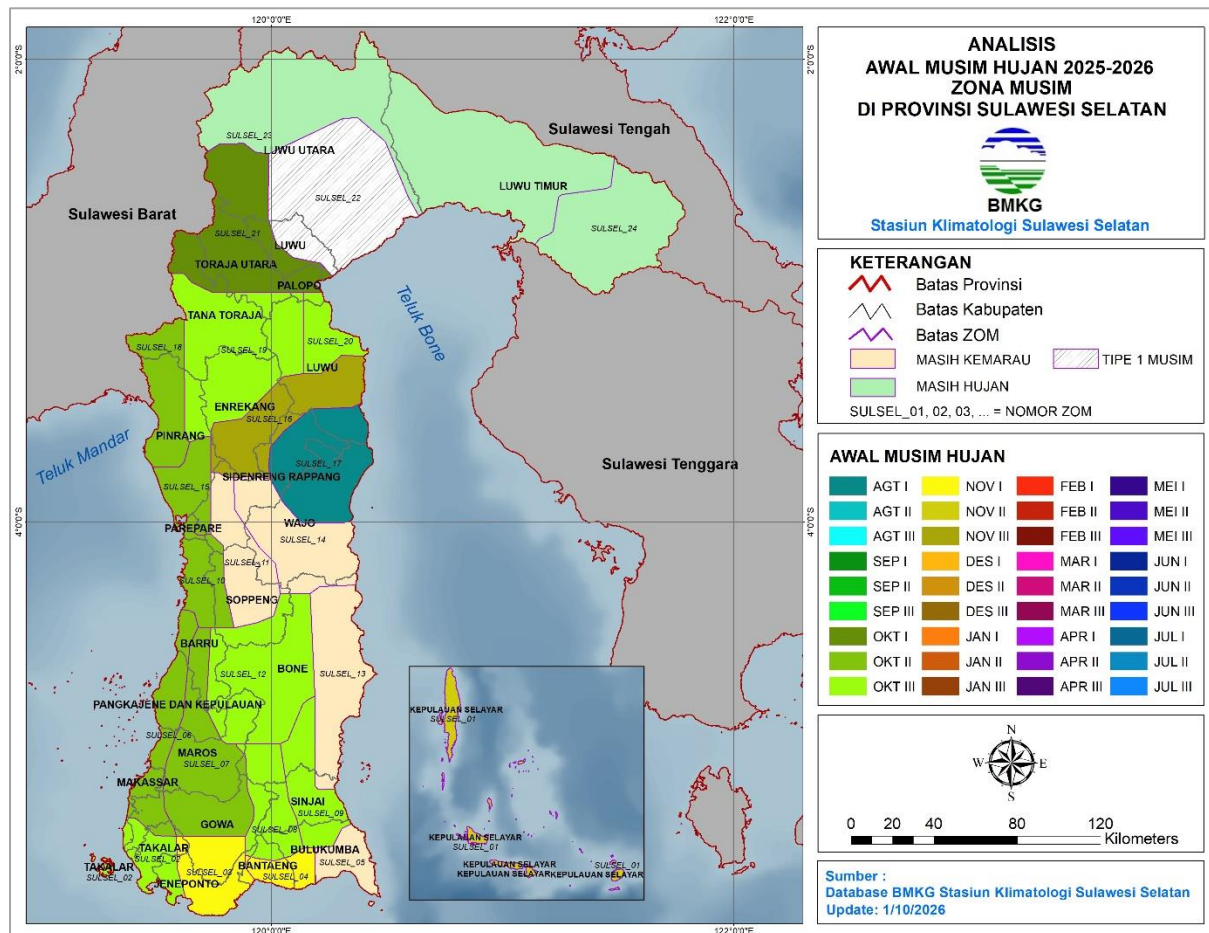 120°0'0"E
122°0'0"E
2°0'0"S
2°0'0"S
4°0'0"S
4°0'0"S
120°0'0"E
122°0'0"E
Sulawesi Tengah
Sulawesi Barat
Sulawesi Tenggara
Teluk Bone
Teluk Mandar
SULSEL_23
LUWU UTARA
SULSEL_22
LUWU TIMUR
SULSEL_24
SULSEL_21
LUWU
TORAJA UTARA
PALOPO
TANA TORAJA
SULSEL_18
SULSEL_19
SULSEL_20
LUWU
ENREKANG
SULSEL_16
PINRANG
SULSEL_17
SIDENRENG RAPPANG
SULSEL_15
PAREPARE
WAJO
SULSEL_14
SULSEL_11
SULSEL_10
SOPPENG
BARRU
SULSEL_12
BONE
SULSEL_13
PANGKAJENE DAN KEPULAUAN
SULSEL_06
MAROS
SULSEL_07
MAKASSAR
SINJAI
SULSEL_09
GOWA
SULSEL_08
TAKALAR
SULSEL_02
BULUKUMBA
SULSEL_05
TAKALAR
SULSEL_02
SULSEL_03
BANTAENG
SULSEL_04
JENEPONTO
KEPULAUAN SELAYAR
SULSEL_01
KEPULAUAN SELAYAR
SULSEL_01
KEPULAUAN SELAYAR
KEPULAUAN SELAYAR
SULSEL_01
KEPULAUAN SELAYAR
ANALISIS
AWAL MUSIM HUJAN 2025-2026
ZONA MUSIM
DI PROVINSI SULAWESI SELATAN
BMKG
Stasiun Klimatologi Sulawesi Selatan
KETERANGAN
Batas Provinsi
Batas Kabupaten
Batas ZOM
MASIH KEMARAU TIPE 1 MUSIM
MASIH HUJAN
SULSEL_01, 02, 03, ... = NOMOR ZOM
AWAL MUSIM HUJAN
AGT I NOV I FEB I MEI I
AGT II NOV II FEB II MEI II
AGT III NOV III FEB III MEI III
SEP I DES I MAR I JUN I
SEP II DES II MAR II JUN II
SEP III DES III MAR III JUN III
OKT I JAN I APR I JUL I
OKT II JAN II APR II JUL II
OKT III JAN III APR III JUL III
N
W E
S
0 20 40 80 120
Kilometers
Sumber :
Database BMKG Stasiun Klimatologi Sulawesi Selatan
Update: 1/10/2026